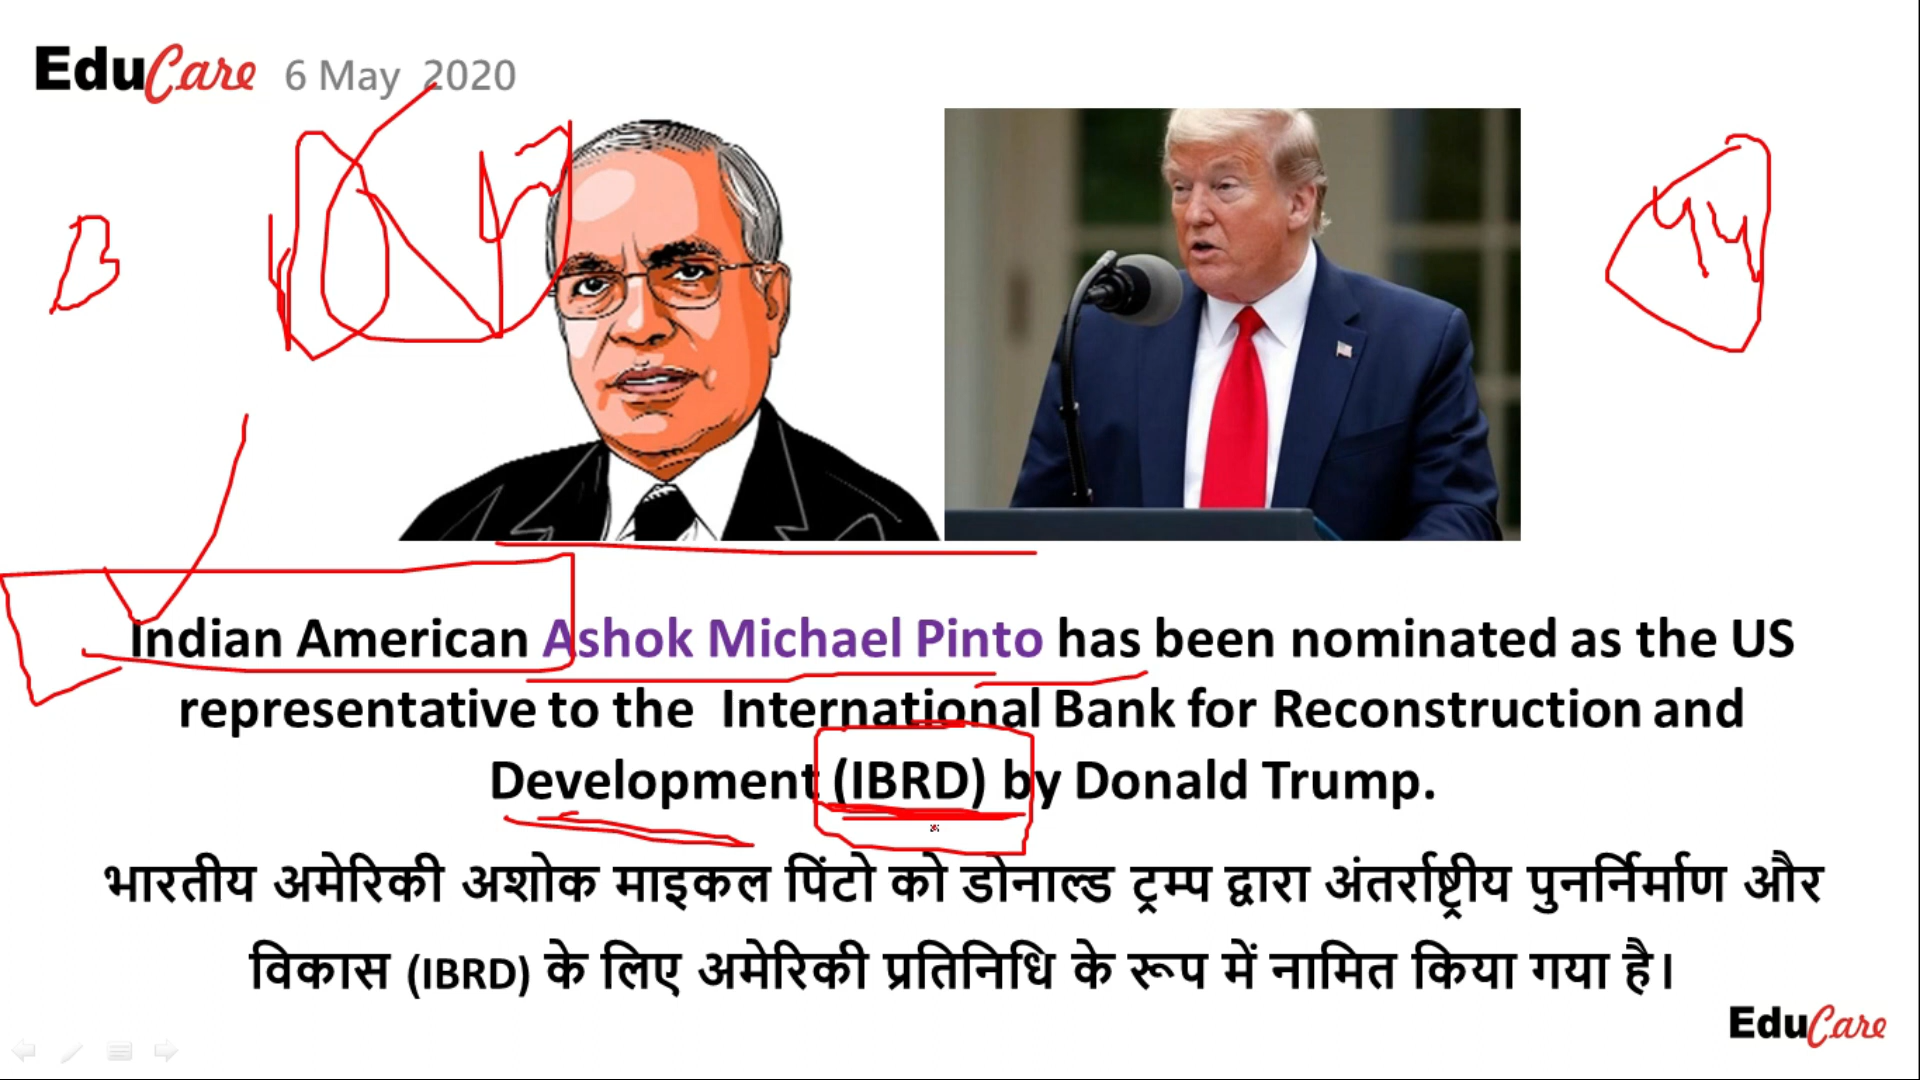 EduCare 6 May 2020
B
Indian American Ashok Michael Pinto has been nominated as the US
representative to the International Bank for Reconstruction and
Development (IBRD) by Donald Trump.
भारतीय अमेरिकी अशोक माइकल पिंटो को डोनाल्ड ट्रम्प द्वारा अंतर्राष्ट्रीय पुनर्निर्माण और
विकास (IBRD) के लिए अमेरिकी प्रतिनिधि के रूप में नामित किया गया है।
EduCare